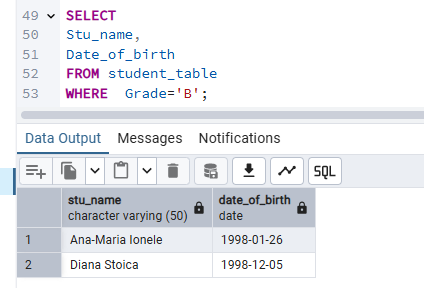 49 SELECT
50 Stu_name,
51 Date_of_birth
52 FROM student_table
53 WHERE  Grade='B';
Data Output Messages Notifications
SQL
stu_name date_of_birth
character varying (50) date
1 Ana-Maria Ionele 1998-01-26
2 Diana Stoica 1998-12-05